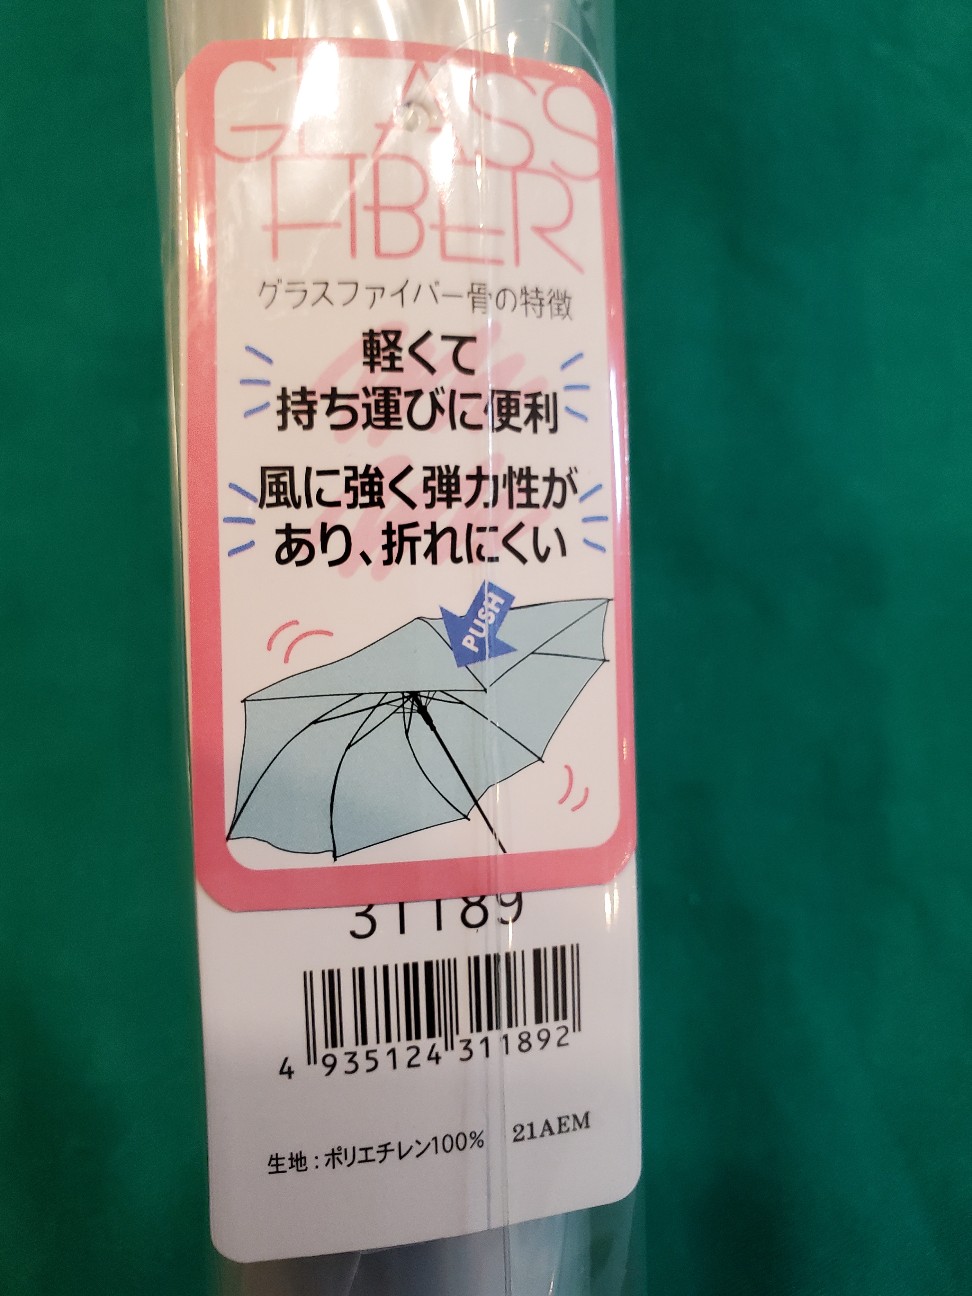 GLASS
FIBER
グラスファイバー骨の特徴
軽くて
持ち運びに便利
風に強く弾力性が
あり、折れにくい
PUSH
31189
4 935124 311892
生地：ポリエチレン100% 21AEM